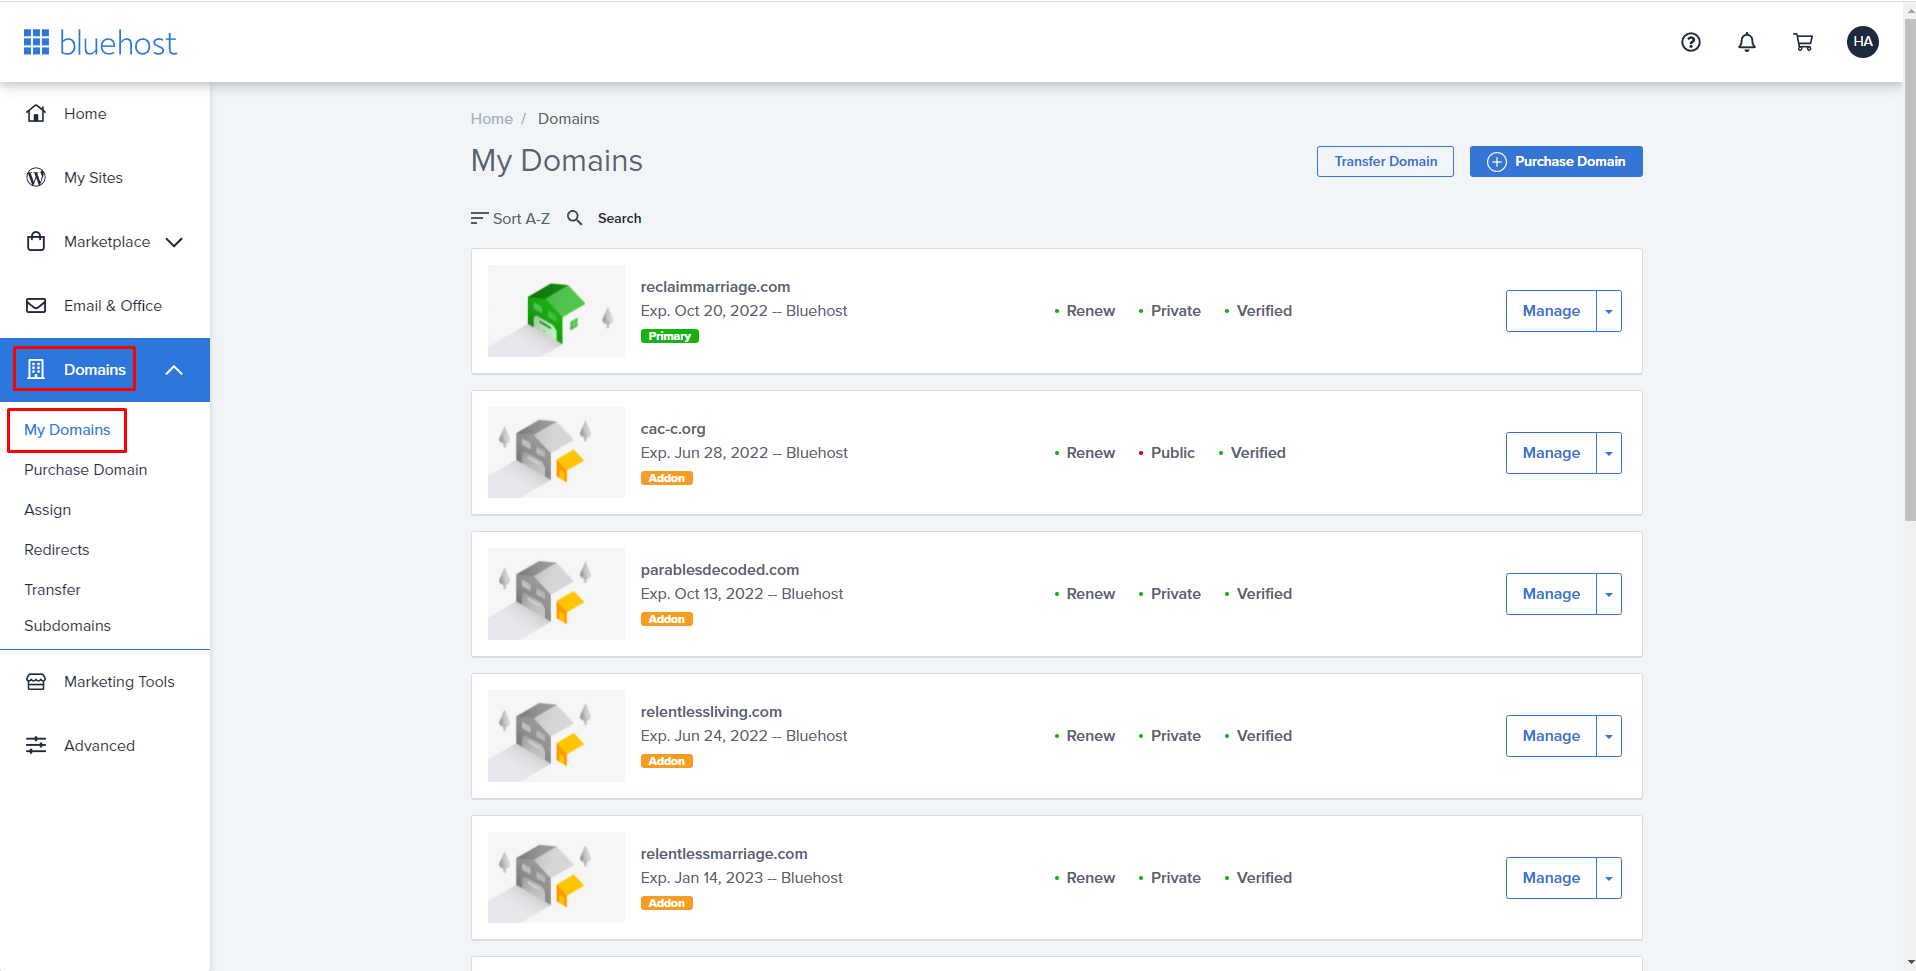 bluehost
HA
Home
My Sites
Marketplace
Email & Office
Domains
My Domains
Purchase Domain
Assign
Redirects
Transfer
Subdomains
Marketing Tools
Advanced
Home / Domains
My Domains
Transfer Domain
Purchase Domain
Sort A-Z
Search
reclaimmarriage.com
Exp. Oct 20, 2022 -- Bluehost
Primary
Renew
Private
Verified
Manage
cac-c.org
Exp. Jun 28, 2022 -- Bluehost
Addon
Renew
Public
Verified
Manage
parablesdecoded.com
Exp. Oct 13, 2022 -- Bluehost
Addon
Renew
Private
Verified
Manage
relentlessliving.com
Exp. Jun 24, 2022 -- Bluehost
Addon
Renew
Private
Verified
Manage
relentlessmarriage.com
Exp. Jan 14, 2023 -- Bluehost
Addon
Renew
Private
Verified
Manage